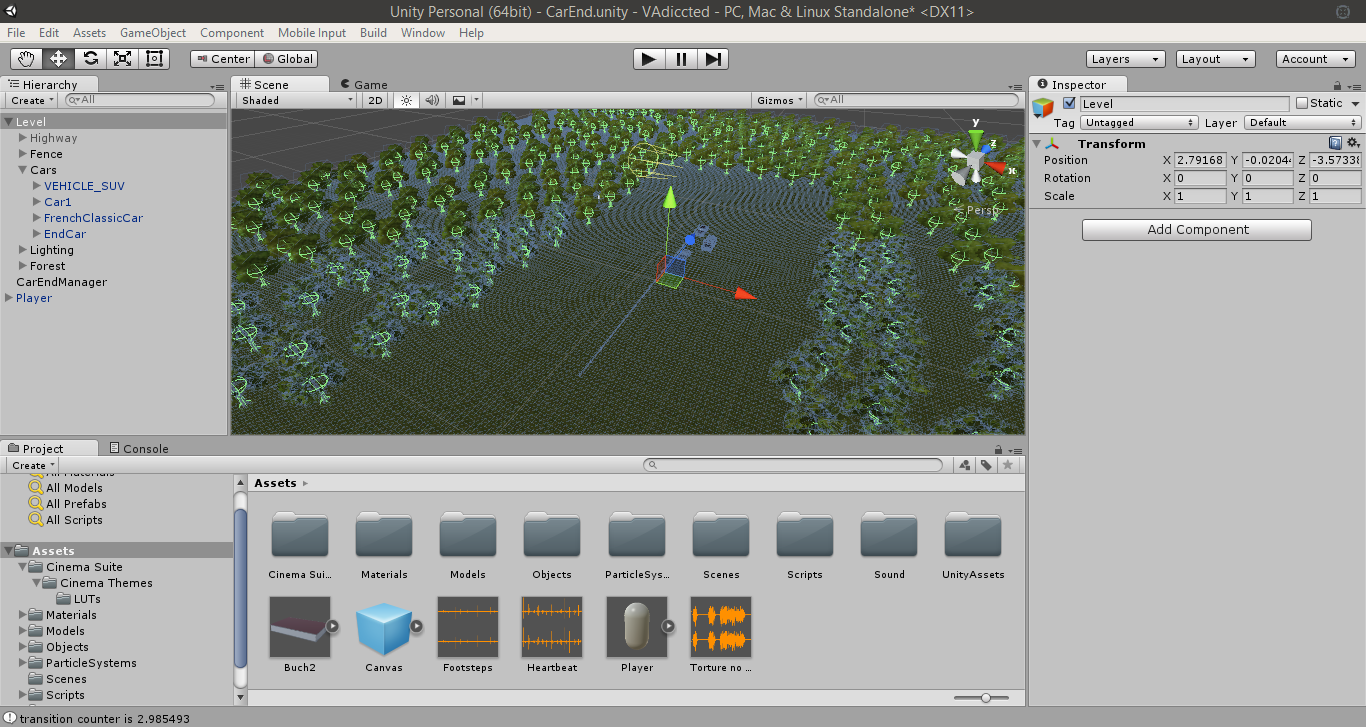 Unity Personal (64bit) - CarEnd.unity - VAdiccted - PC, Mac & Linux Standalone* <DX11>
File Edit Assets GameObject Component Mobile Input Build Window Help
Center Global Layers Layout Account
Hierarchy Scene Game Inspector
Create All Shaded 2D Gizmos All Level Static
Tag Untagged Layer Default
Level
Highway
Fence
Cars
VEHICLE_SUV
Car1
FrenchClassicCar
EndCar
Lighting
Forest
CarEndManager
Player
y
z
x
Persp
Transform
Position X 2.79168 Y -0.0204 Z -3.57338
Rotation X 0 Y 0 Z 0
Scale X 1 Y 1 Z 1
Add Component
Project Console
Create
All Materials
All Models
All Prefabs
All Scripts
Assets
Cinema Suite
Cinema Themes
LUTs
Materials
Models
Objects
ParticleSystems
Scenes
Scripts
Assets
Cinema Sui... Materials Models Objects ParticleSys... Scenes Scripts Sound UnityAssets
Buch2 Canvas Footsteps Heartbeat Player Torture no ...
transition counter is 2.985493